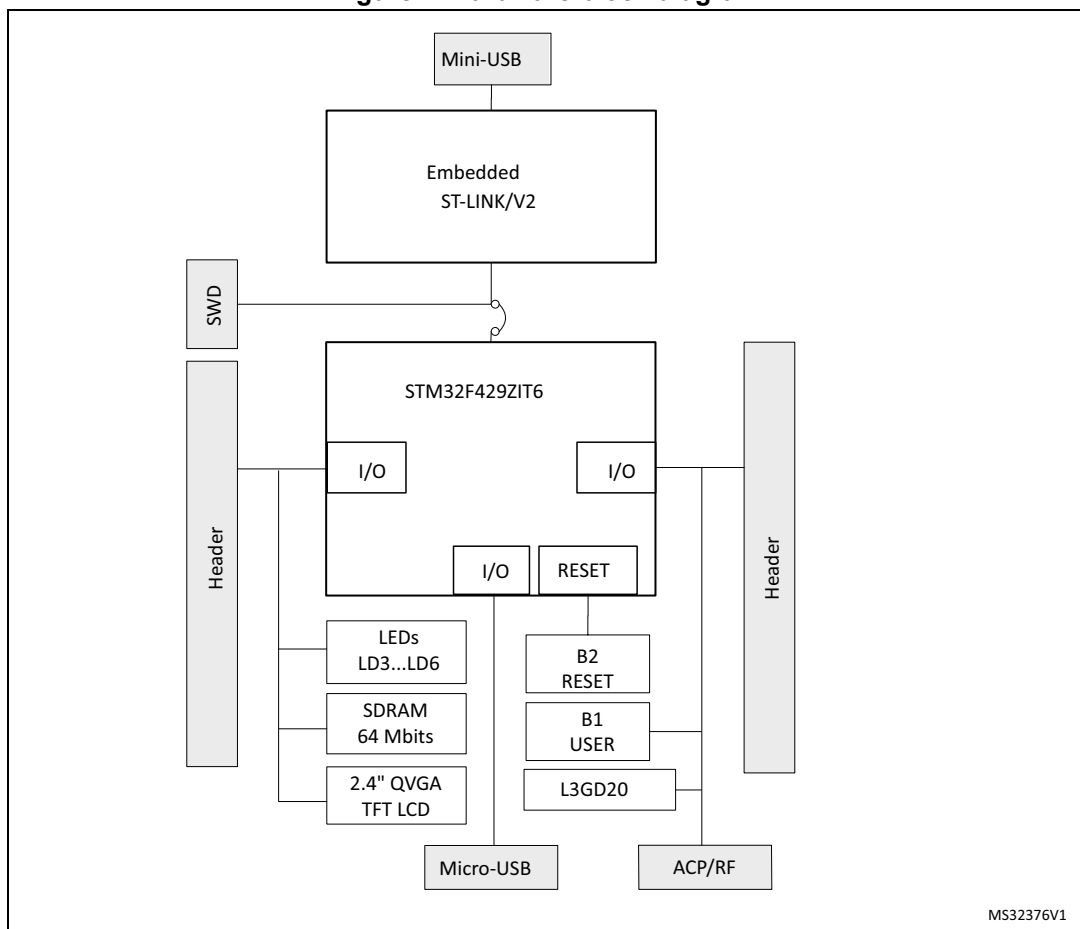 Mini-USB
Embedded
ST-LINK/V2
SWD
STM32F429ZIT6
I/O
I/O
Header
Header
I/O
RESET
LEDs
LD3...LD6
B2
RESET
SDRAM
64 Mbits
B1
USER
2.4" QVGA
TFT LCD
L3GD20
Micro-USB
ACP/RF
MS32376V1